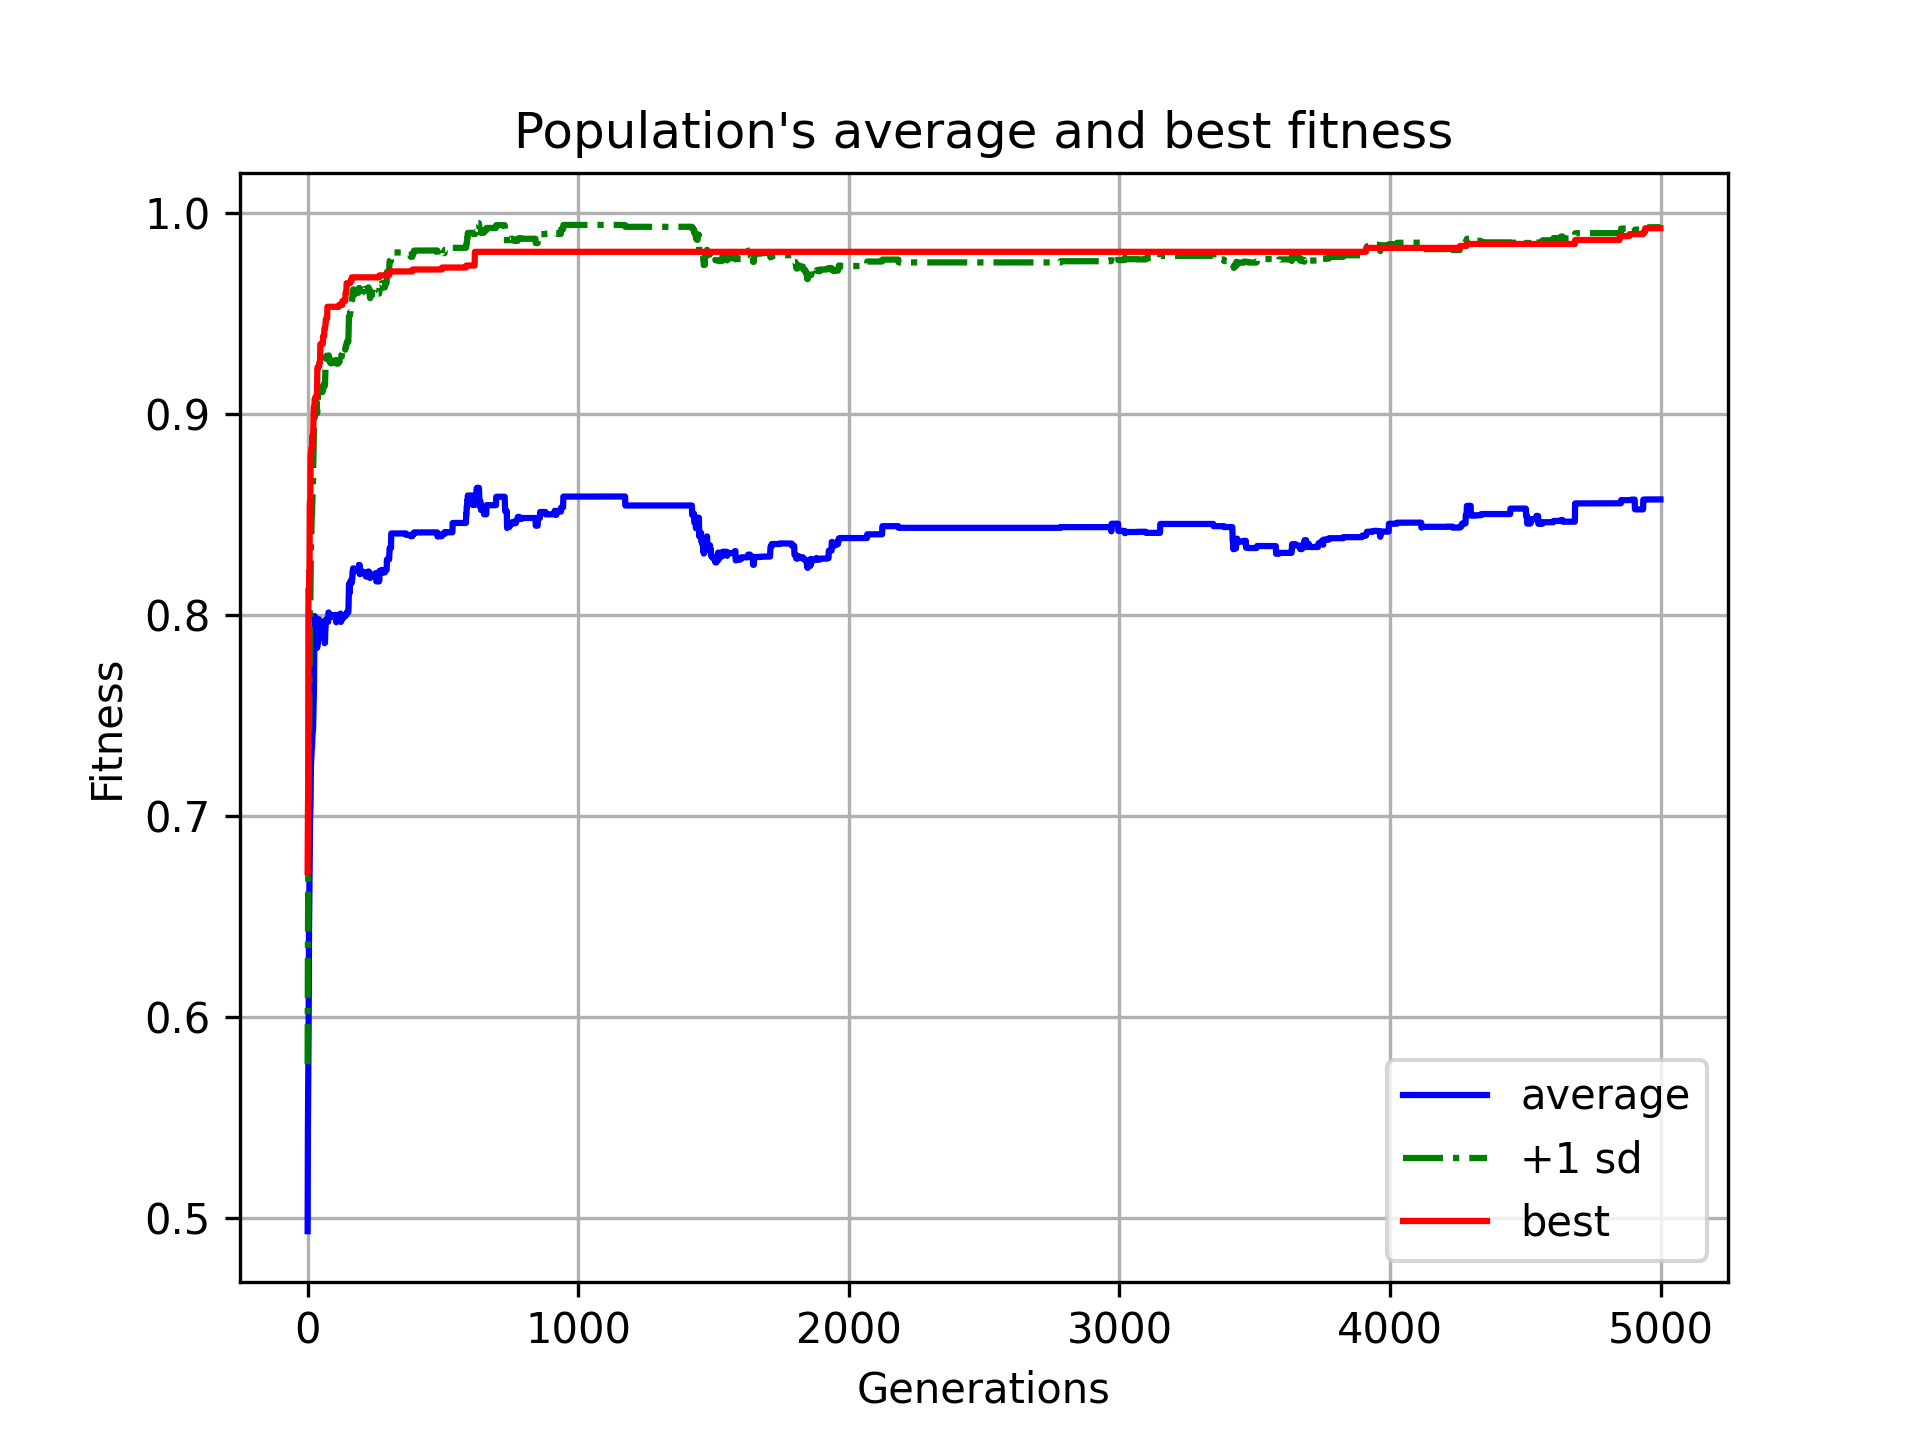 Population's average and best fitness
1.0
0.9
0.8
0.7
0.6
0.5
Fitness
0 1000 2000 3000 4000 5000
Generations
average
+1 sd
best